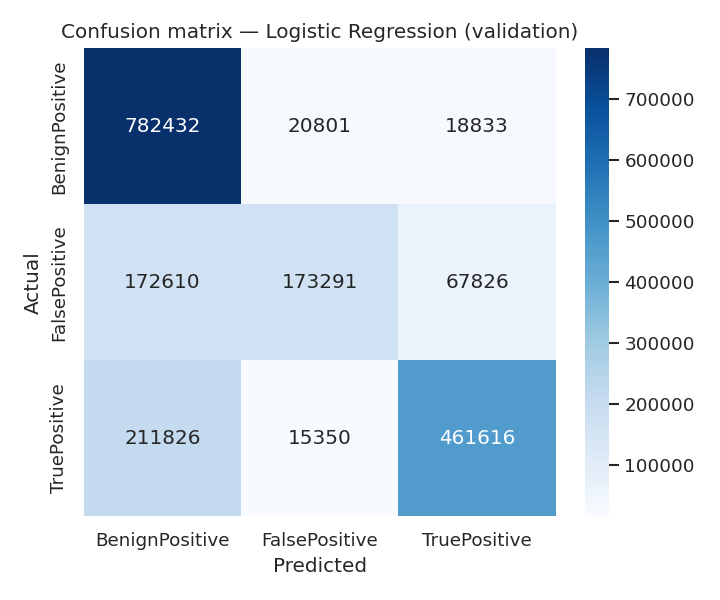 Confusion matrix — Logistic Regression (validation)
Actual
BenignPositive
782432 20801 18833
FalsePositive
172610 173291 67826
TruePositive
211826 15350 461616
BenignPositive FalsePositive TruePositive
Predicted
700000
600000
500000
400000
300000
200000
100000